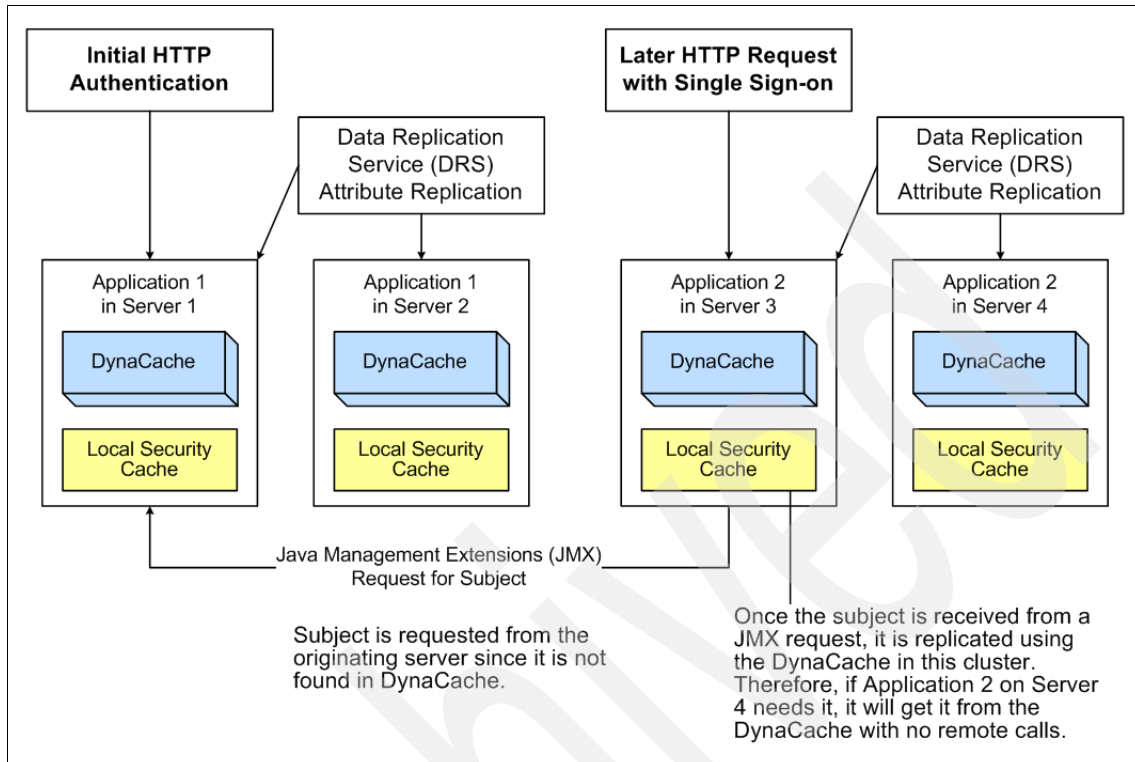 Initial HTTP
Authentication
Later HTTP Request
with Single Sign-on
Data Replication
Service (DRS)
Attribute Replication
Data Replication
Service (DRS)
Attribute Replication
Application 1
in Server 1
DynaCache
Local Security
Cache
Application 1
in Server 2
DynaCache
Local Security
Cache
Application 2
in Server 3
DynaCache
Local Security
Cache
Application 2
in Server 4
DynaCache
Local Security
Cache
Java Management Extensions (JMX)
Request for Subject
Subject is requested from the
originating server since it is not
found in DynaCache.
Once the subject is received from a
JMX request, it is replicated using
the DynaCache in this cluster.
Therefore, if Application 2 on Server
4 needs it, it will get it from the
DynaCache with no remote calls.
hived